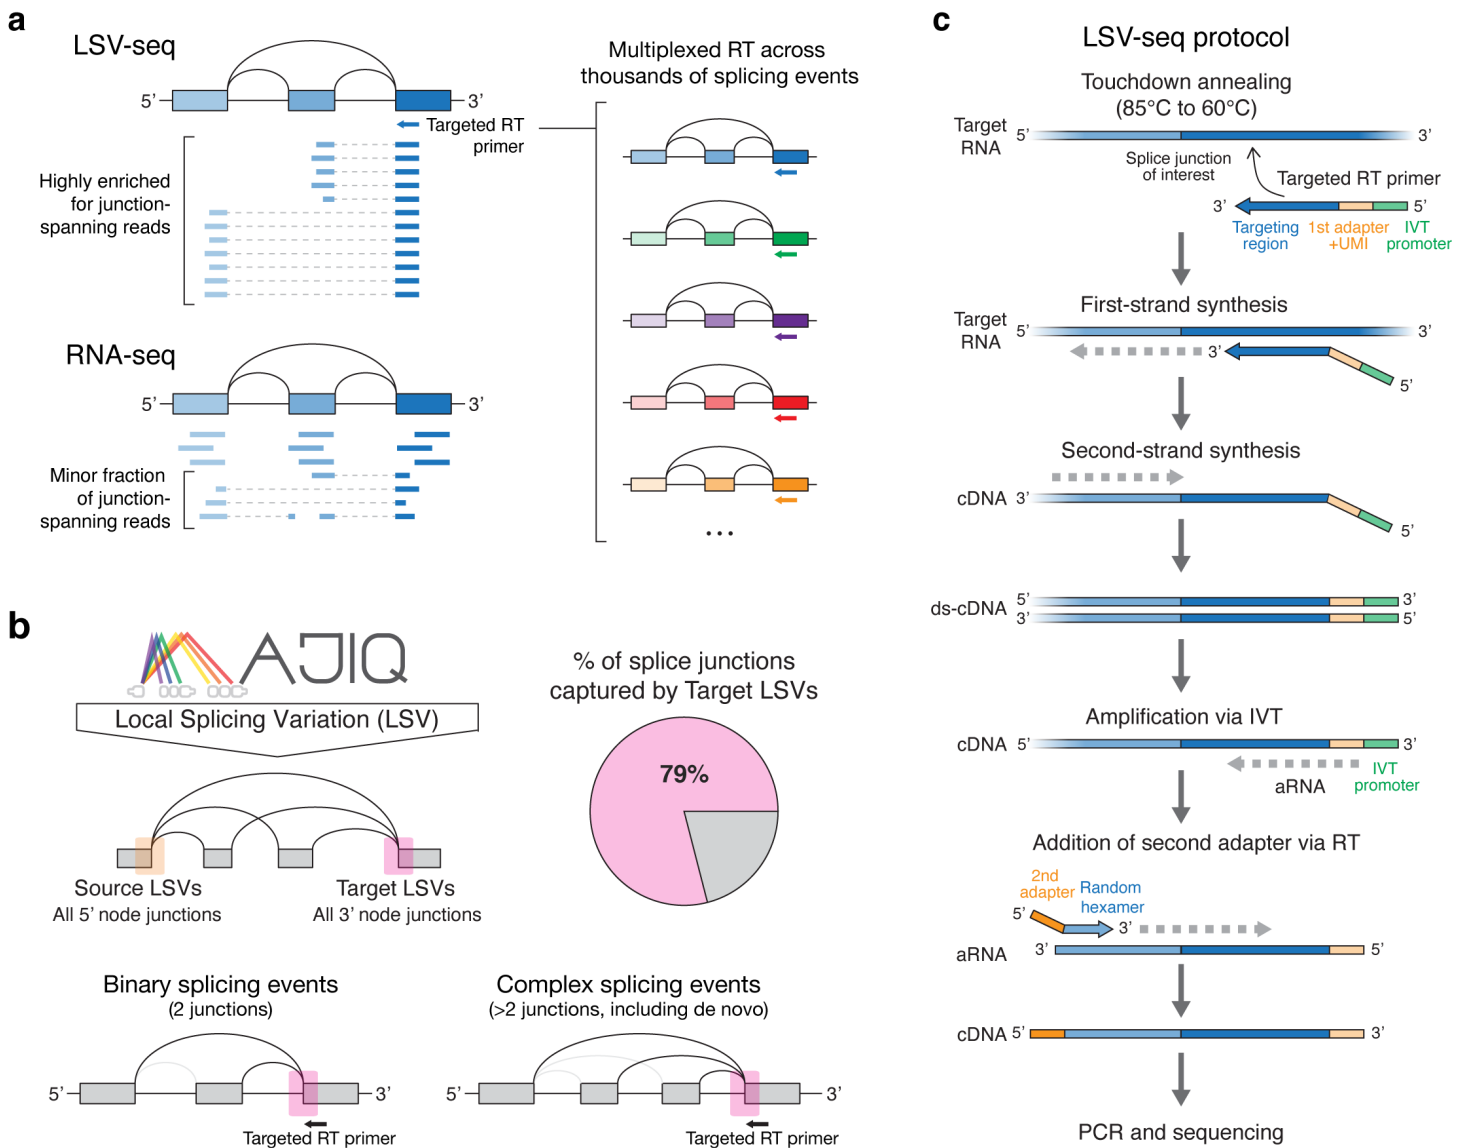 a
LSV-seq
5’
3’
Targeted RT
primer
Highly enriched
for junction-
spanning reads
RNA-seq
5’
3’
Minor fraction
of junction-
spanning reads
Multiplexed RT across
thousands of splicing events
...
b
AJIQ
Local Splicing Variation (LSV)
Source LSVs
All 5’ node junctions
Target LSVs
All 3’ node junctions
% of splice junctions
captured by Target LSVs
79%
Binary splicing events
(2 junctions)
5’
3’
Targeted RT primer
Complex splicing events
(>2 junctions, including de novo)
5’
3’
Targeted RT primer
c
LSV-seq protocol
Touchdown annealing
(85°C to 60°C)
Target
RNA
5’
3’
Splice junction
of interest
Targeted RT primer
3’
5’
Targeting
region
1st adapter
+UMI
IVT
promoter
First-strand synthesis
Target
RNA
5’
3’
3’
5’
Second-strand synthesis
cDNA 3’
5’
ds-cDNA
5’
3’
3’
5’
Amplification via IVT
cDNA 5’
3’
aRNA
IVT
promoter
Addition of second adapter via RT
2nd
adapter
Random
hexamer
5’
3’
aRNA
3’
5’
cDNA 5’
3’
PCR and sequencing